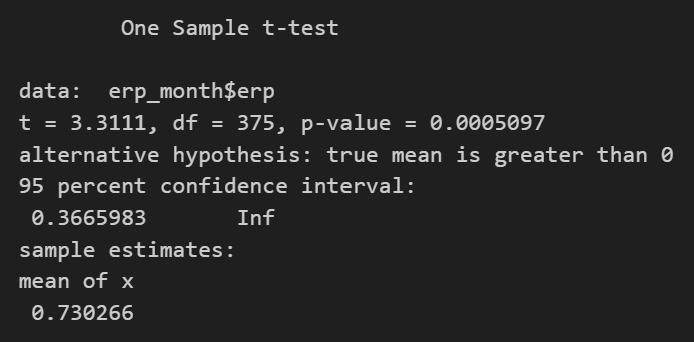 One Sample t-test
data:  erp_month$erp
t = 3.3111, df = 375, p-value = 0.0005097
alternative hypothesis: true mean is greater than 0
95 percent confidence interval:
0.3665983       Inf
sample estimates:
mean of x
0.730266